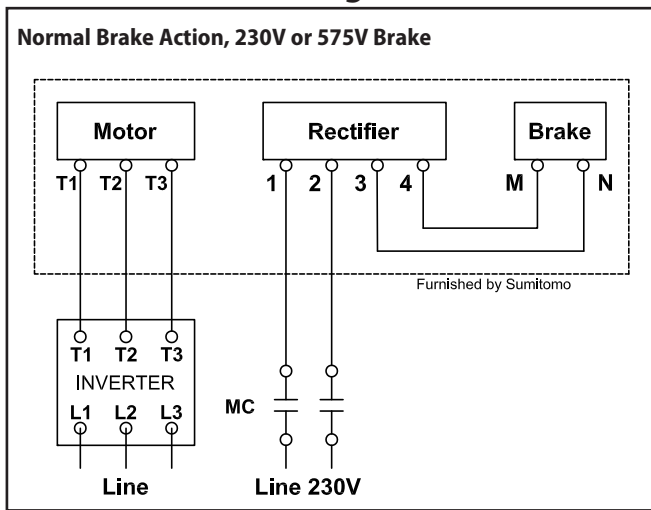 Normal Brake Action, 230V or 575V Brake
Motor Rectifier Brake
T1 T2 T3 1 2 3 4 M N
Furnished by Sumitomo
T1 T2 T3
INVERTER
L1 L2 L3
MC
Line Line 230V